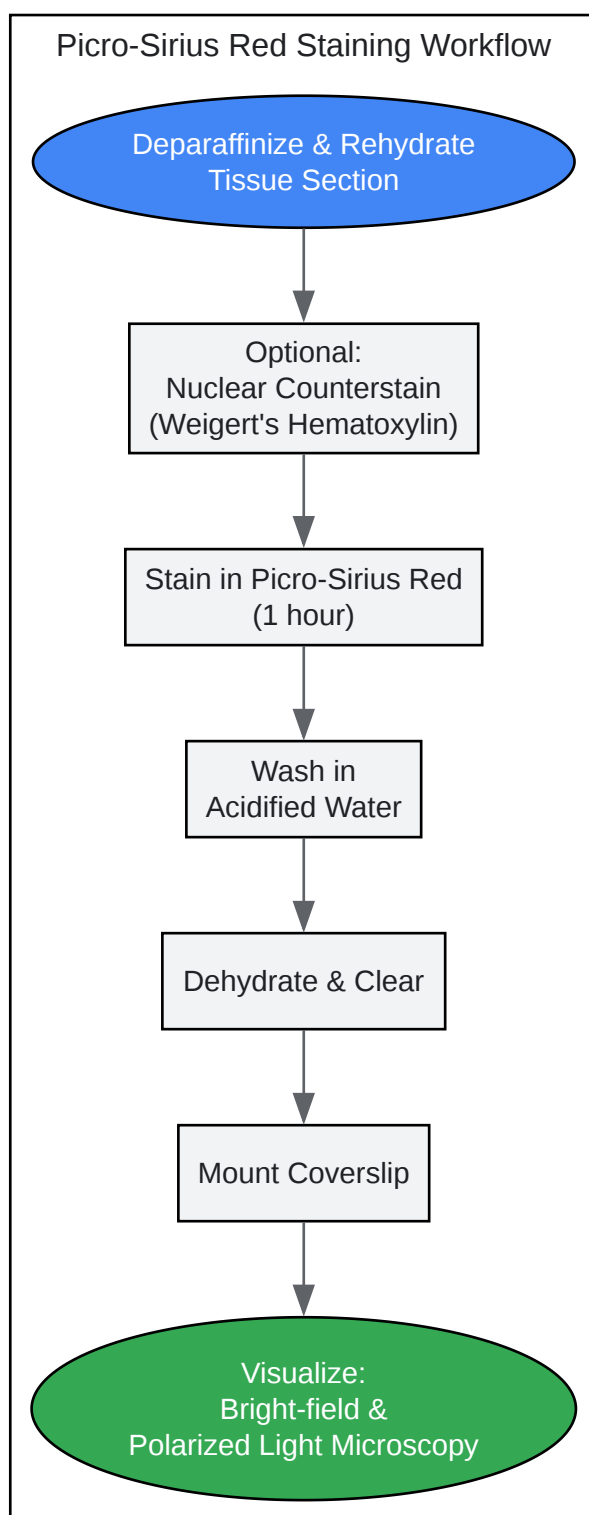 Picro-Sirius Red Staining Workflow
Deparaffinize & Rehydrate
Tissue Section
Optional:
Nuclear Counterstain
(Weigert's Hematoxylin)
Stain in Picro-Sirius Red
(1 hour)
Wash in
Acidified Water
Dehydrate & Clear
Mount Coverslip
Visualize:
Bright-field &
Polarized Light Microscopy